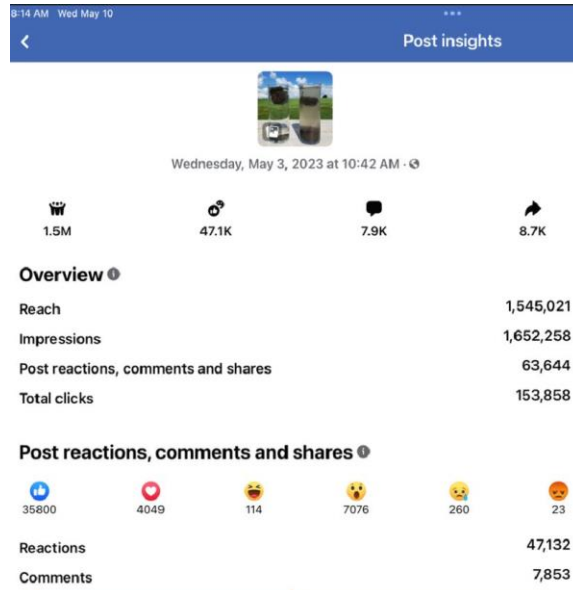 8:14 AM Wed May 10
Post insights
Wednesday, May 3, 2023 at 10:42 AM ·
1.5M 47.1K 7.9K 8.7K
Overview
Reach 1,545,021
Impressions 1,652,258
Post reactions, comments and shares 63,644
Total clicks 153,858
Post reactions, comments and shares
35800 4049 114 7076 260 23
Reactions 47,132
Comments 7,853